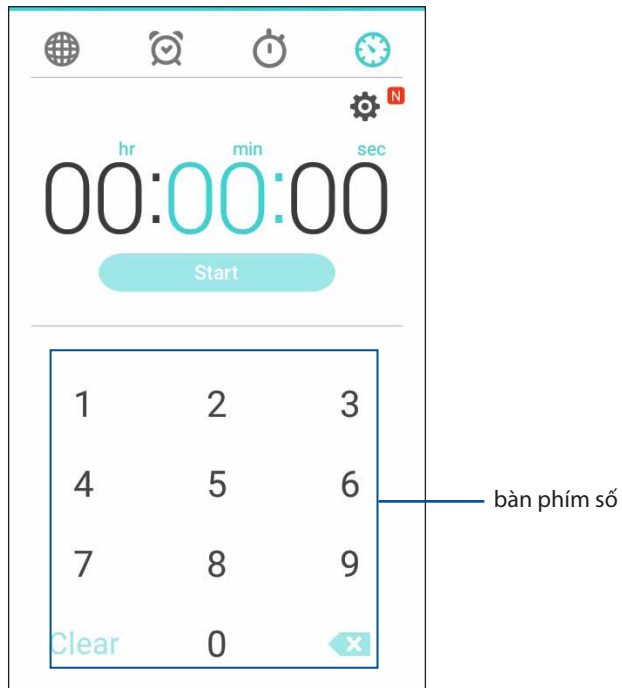 N
hr min sec
00:00:00
Start
1 2 3
4 5 6
bàn phím số
7 8 9
Clear 0